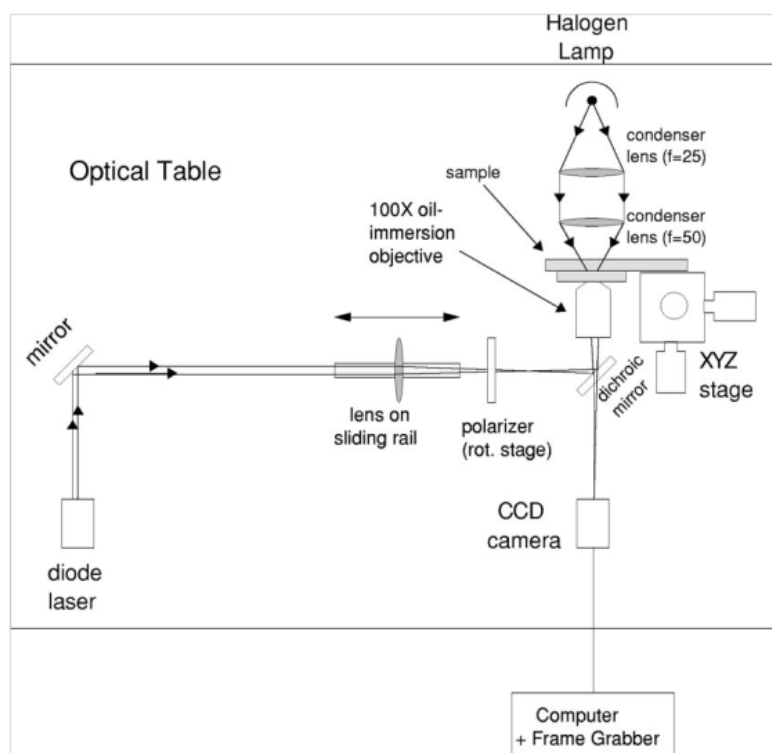 Halogen
Lamp
condenser
lens (f=25)
Optical Table
sample
100X oil-
immersion
objective
condenser
lens (f=50)
mirror
dichroic
mirror
XYZ
stage
lens on
sliding rail
polarizer
(rot. stage)
CCD
camera
diode
laser
Computer
+ Frame Grabber